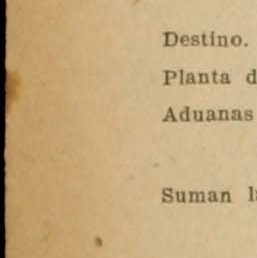 Destino.
Planta d
Aduanas
Suman l